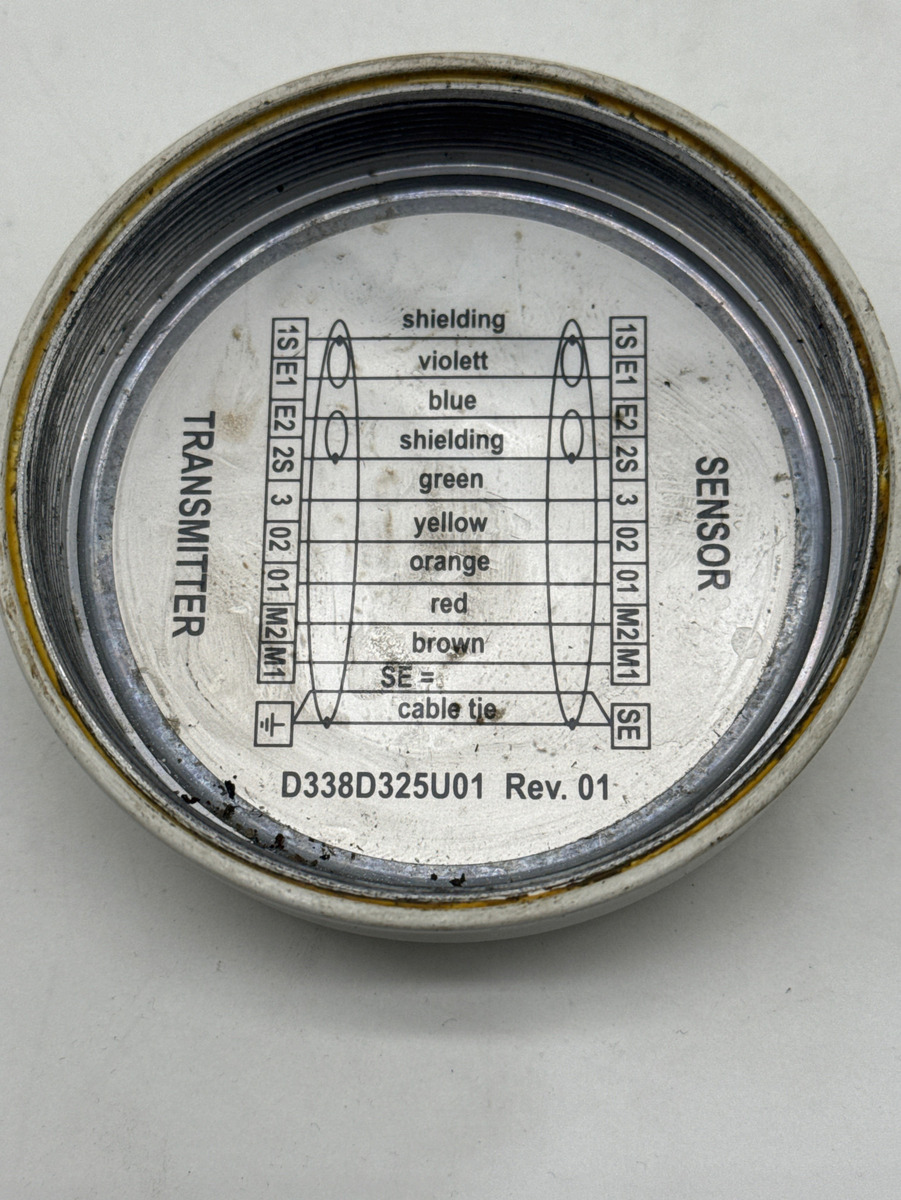 shielding
1S 1S
violett
E1 E1
blue
E2 E2
shielding
2S 2S
green
3 3
yellow
02 02
orange
01 01
red
M2 M2
brown
M1 M1
SE =
cable tie
SE
TRANSMITTER
SENSOR
D338D325U01 Rev. 01